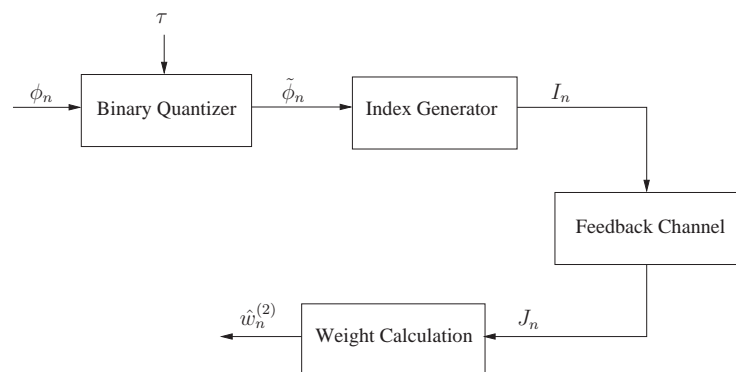 τ
ϕ_n
Binary Quantizer
ϕ̃_n
Index Generator
I_n
Feedback Channel
ŵ_n^{(2)}
Weight Calculation
J_n